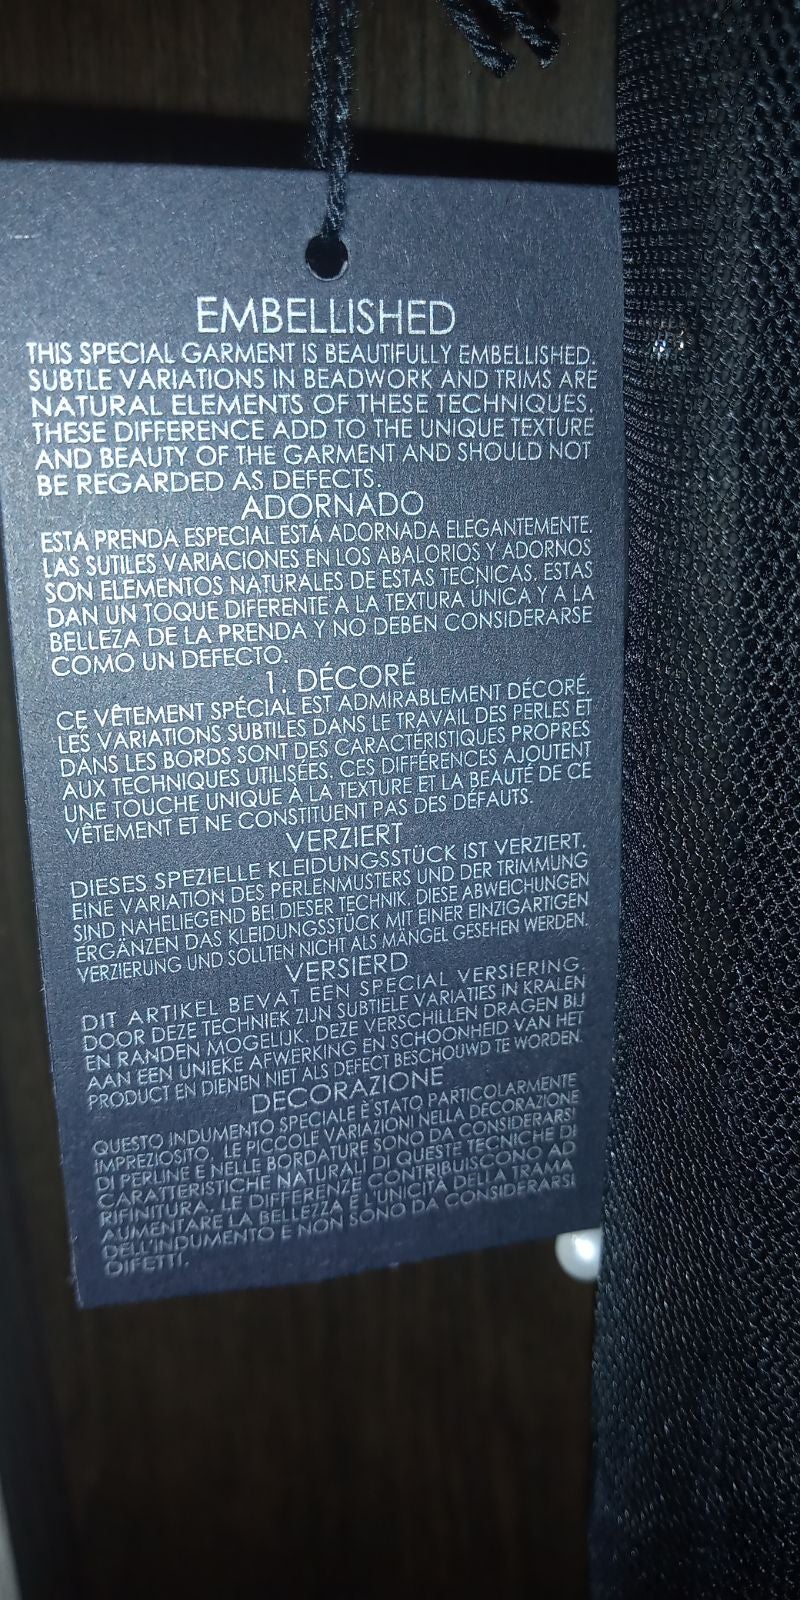 EMBELLISHED
THIS SPECIAL GARMENT IS BEAUTIFULLY EMBELLISHED.
SUBTLE VARIATIONS IN BEADWORK AND TRIMS ARE
NATURAL ELEMENTS OF THESE TECHNIQUES.
THESE DIFFERENCE ADD TO THE UNIQUE TEXTURE
AND BEAUTY OF THE GARMENT AND SHOULD NOT
BE REGARDED AS DEFECTS.
ADORNADO
ESTA PRENDA ESPECIAL ESTÁ ADORNADA ELEGANTEMENTE.
LAS SUTILES VARIACIONES EN LOS ABALORIOS Y ADORNOS
SON ELEMENTOS NATURALES DE ESTAS TECNICAS. ESTAS
DAN UN TOQUE DIFERENTE A LA TEXTURA ÚNICA Y A LA
BELLEZA DE LA PRENDA Y NO DEBEN CONSIDERARSE
COMO UN DEFECTO.
1. DÉCORÉ
CE VÊTEMENT SPÉCIAL EST ADMIRABLEMENT DÉCORÉ.
LES VARIATIONS SUBTILES DANS LE TRAVAIL DES PERLES ET
DANS LES BORDS SONT DES CARACTÉRISTIQUES PROPRES
AUX TECHNIQUES UTILISÉES. CES DIFFÉRENCES AJOUTENT
UNE TOUCHE UNIQUE À LA TEXTURE ET LA BEAUTÉ DE CE
VÊTEMENT ET NE CONSTITUENT PAS DES DÉFAUTS.
VERZIERT
DIESES SPEZIELLE KLEIDUNGSSTÜCK IST VERZIERT.
EINE VARIATION DES PERLENMUSTERS UND DER TRIMMUNG
SIND NAHELIEGEND BEI DIESER TECHNIK. DIESE ABWEICHUNGEN
ERGÄNZEN DAS KLEIDUNGSSTÜCK MIT EINER EINZIGARTIGEN
VERZIERUNG UND SOLLTEN NICHT ALS MÄNGEL GESEHEN WERDEN.
VERSIERD
DIT ARTIKEL BEVAT EEN SPECIAL VERSIERING.
DOOR DEZE TECHNIEK ZIJN SUBTIELE VARIATIES IN KRALEN
EN RANDEN MOGELIJK. DEZE VERSCHILLEN DRAGEN BIJ
AAN EEN UNIEKE AFWERKING EN SCHOONHEID VAN HET
PRODUCT EN DIENEN NIET ALS DEFECT BESCHOUWD TE WORDEN.
DECORAZIONE
QUESTO INDUMENTO SPECIALE È STATO PARTICOLARMENTE
IMPREZIOSITO. LE PICCOLE VARIAZIONI NELLA DECORAZIONE
DI PERLINE E NELLE BORDATURE SONO DA CONSIDERARSI
CARATTERISTICHE NATURALI DI QUESTE TECNICHE DI
RIFINITURA. LE DIFFERENZE CONTRIBUISCONO AD
AUMENTARE LA BELLEZZA E L'UNICITÀ DELLA TRAMA
DELL'INDUMENTO E NON SONO DA CONSIDERARSI
DIFETTI.